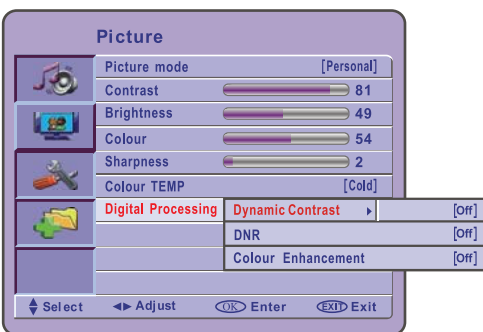 Picture
Picture mode [Personal]
Contrast 81
Brightness 49
Colour 54
Sharpness 2
Colour TEMP [Cold]
Digital Processing Dynamic Contrast [Off]
DNR [Off]
Colour Enhancement [Off]
Select Adjust OK Enter EXIT Exit